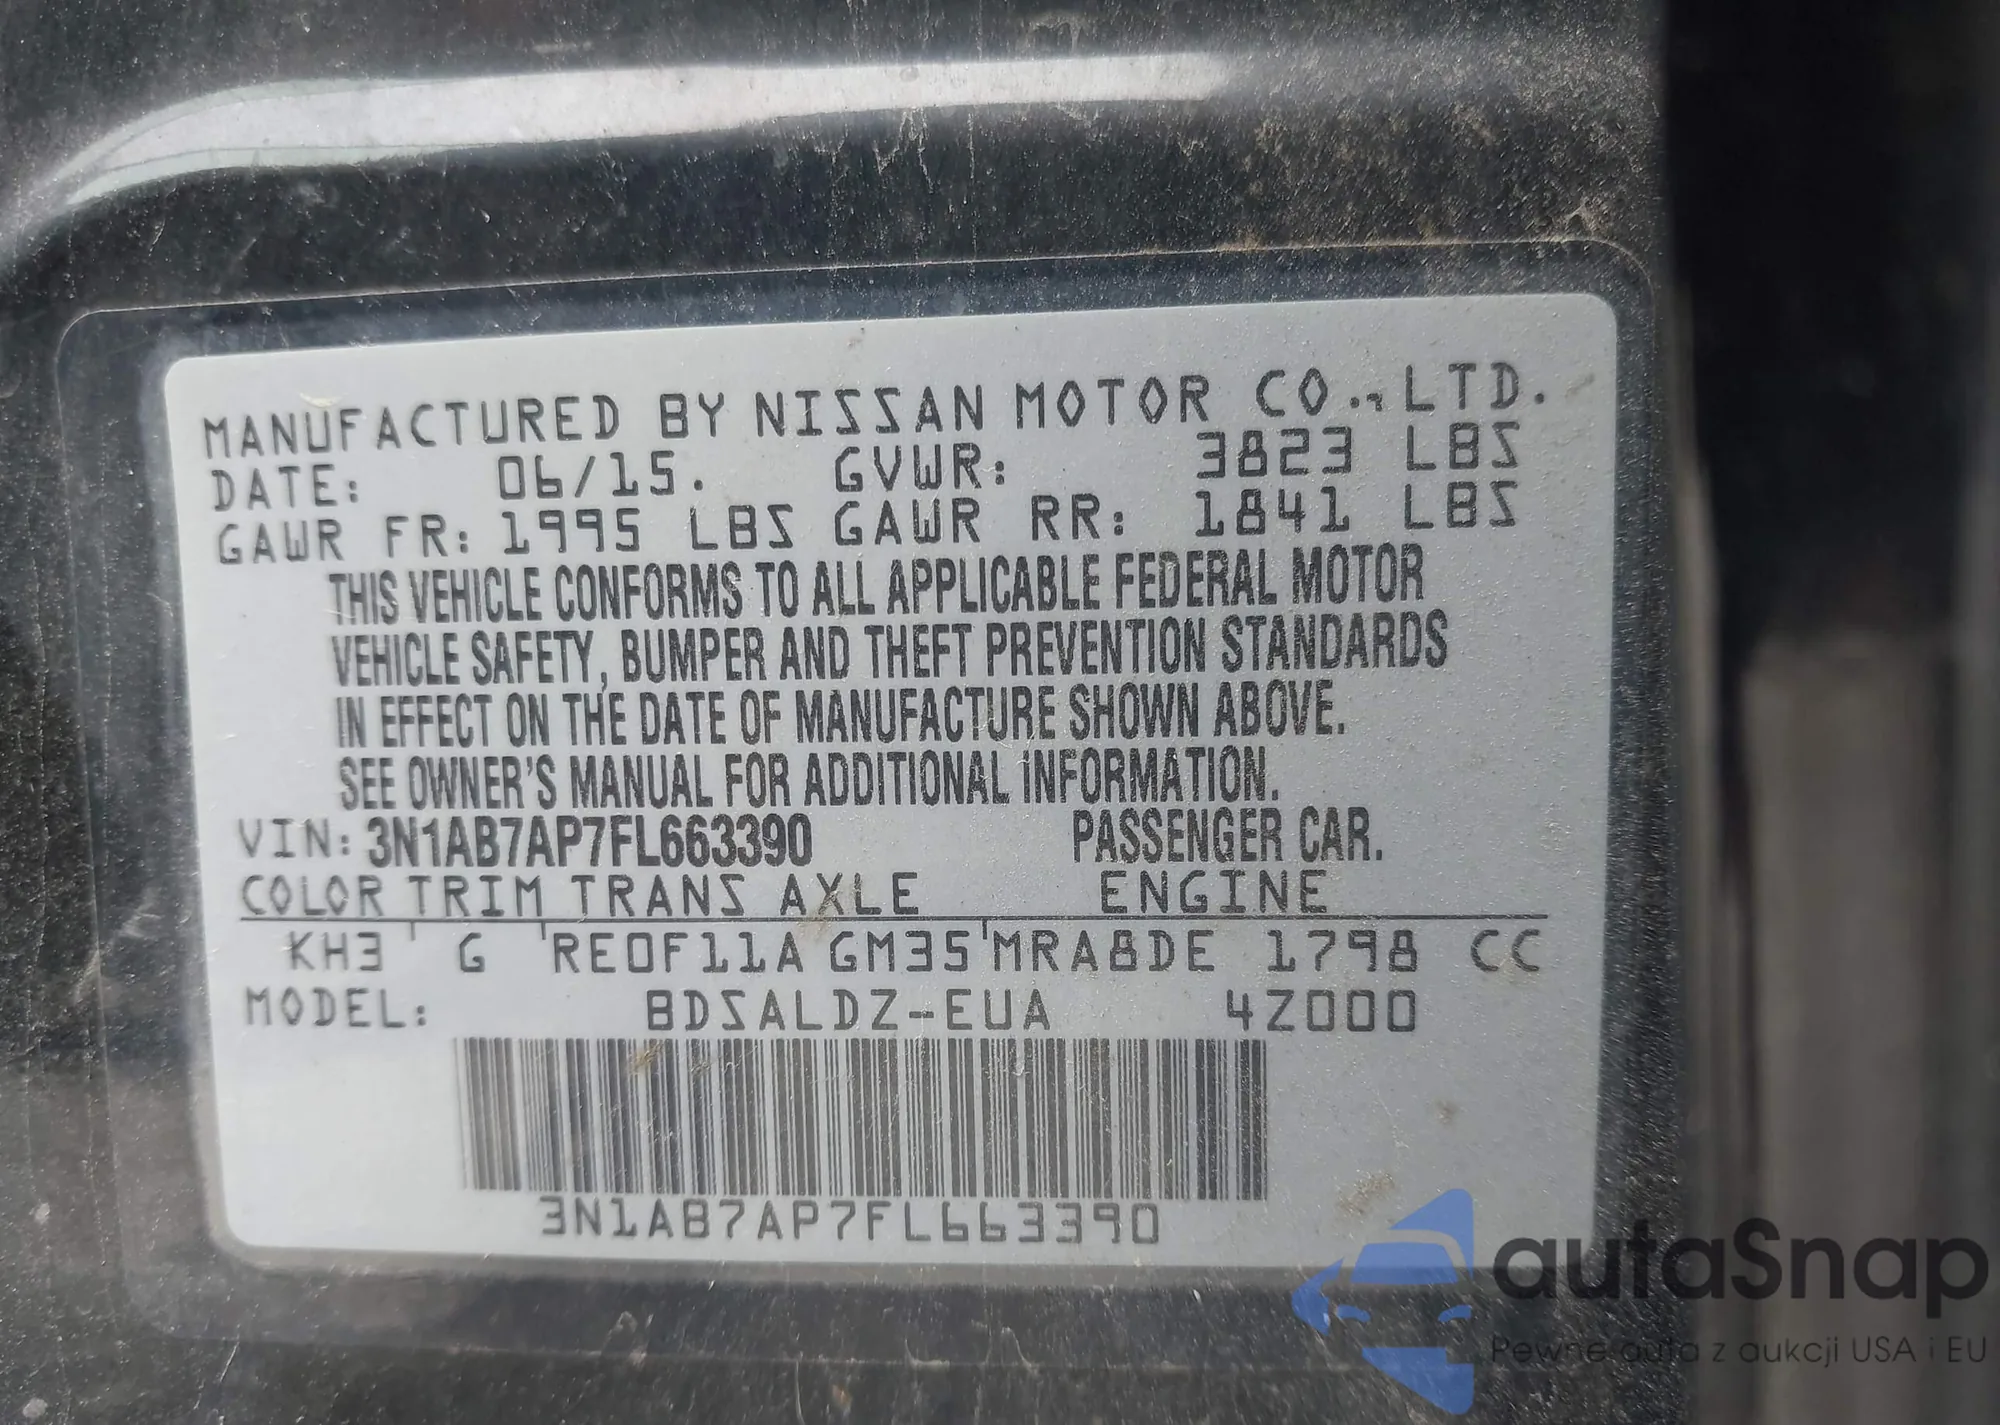 MANUFACTURED BY NISSAN MOTOR CO., LTD.
DATE: 06/15. GVWR: 3823 LBS
GAWR FR: 1995 LBS GAWR RR: 1841 LBS
THIS VEHICLE CONFORMS TO ALL APPLICABLE FEDERAL MOTOR
VEHICLE SAFETY, BUMPER AND THEFT PREVENTION STANDARDS
IN EFFECT ON THE DATE OF MANUFACTURE SHOWN ABOVE.
SEE OWNER'S MANUAL FOR ADDITIONAL INFORMATION.
VIN: 3N1AB7AP7FL663390 PASSENGER CAR.
COLOR TRIM TRANS AXLE ENGINE
KH3 G RE0F11A GM35 MRA8DE 1798 CC
MODEL: BDSALDZ-EUA 4Z000
3N1AB7AP7FL663390
autaSnap
Pewne auta z aukcji USA i EU